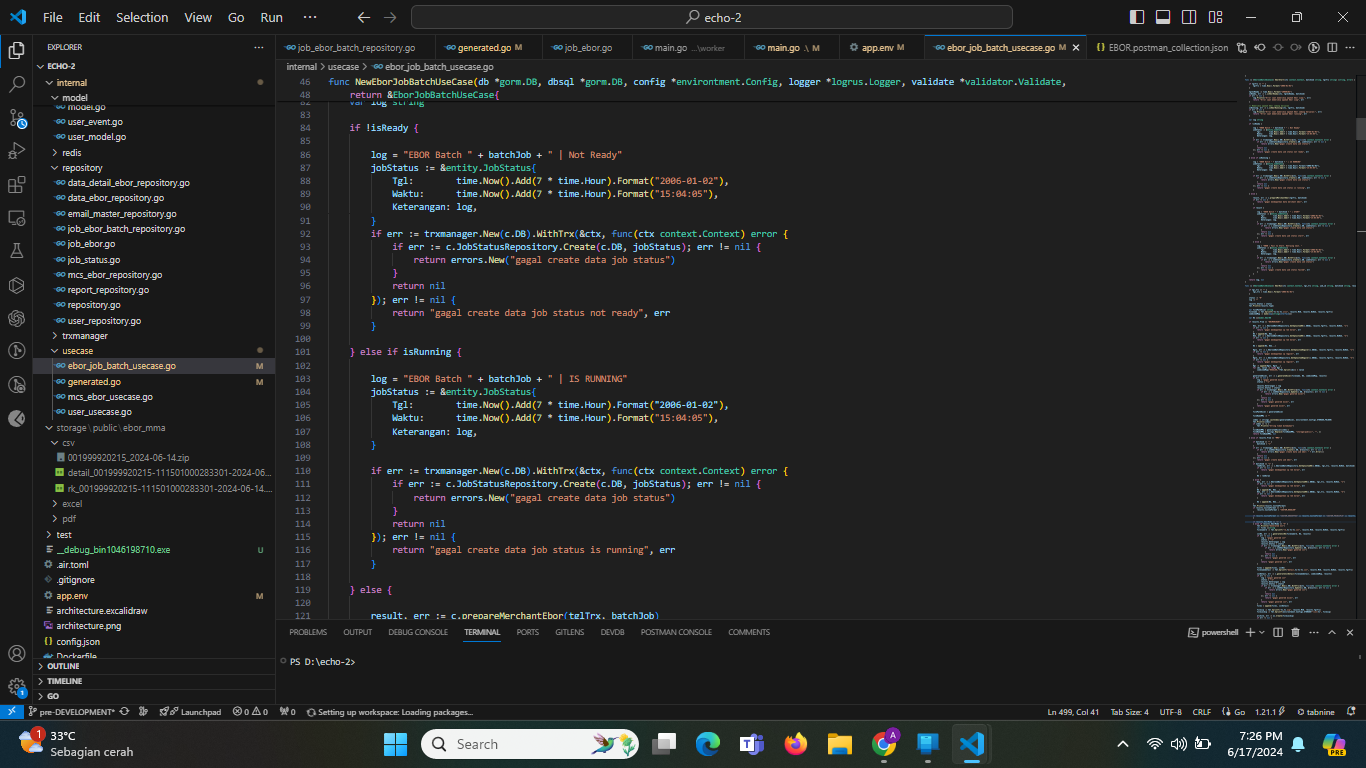 File Edit Selection View Go Run ··· echo-2
EXPLORER
ECHO-2
internal
model
model.go
user_event.go
user_model.go
redis
repository
data_detail_ebor_repository.go
data_ebor_repository.go
email_master_repository.go
job_ebor_batch_repository.go
job_ebor.go
job_status.go
mcs_ebor_repository.go
report_repository.go
repository.go
user_repository.go
trxmanager
usecase
ebor_job_batch_usecase.go M
generated.go M
mcs_ebor_usecase.go
user_usecase.go
storage\public\ebor_mma
csv
001999920215_2024-06-14.zip
detail_001999920215-111501000283301-2024-06...
rk_001999920215-111501000283301-2024-06-14....
excel
pdf
test
__debug_bin1046198710.exe U
.air.toml
.gitignore
app.env M
architecture.excalidraw
architecture.png
config.json
Dockerfile
OUTLINE
TIMELINE
GO
job_ebor_batch_repository.go generated.go M job_ebor.go main.go ...\worker main.go .\ M app.env M ebor_job_batch_usecase.go M EBOR.postman_collection.json
internal > usecase > ebor_job_batch_usecase.go
46 func NewEborJobBatchUseCase(db *gorm.DB, dbsql *gorm.DB, config *environtment.Config, logger *logrus.Logger, validate *validator.Validate,
48 return &EborJobBatchUseCase{
82 var log string
83
84 if !isReady {
85
86 log = "EBOR Batch " + batchJob + " | Not Ready"
87 jobStatus := &entity.JobStatus{
88 Tgl: time.Now().Add(7 * time.Hour).Format("2006-01-02"),
89 Waktu: time.Now().Add(7 * time.Hour).Format("15:04:05"),
90 Keterangan: log,
91 }
92 if err := trxmanager.New(c.DB).WithTrx(&ctx, func(ctx context.Context) error {
93 if err := c.JobStatusRepository.Create(c.DB, jobStatus); err != nil {
94 return errors.New("gagal create data job status")
95 }
96 return nil
97 }); err != nil {
98 return "gagal create data job status not ready", err
99 }
100
101 } else if isRunning {
102
103 log = "EBOR Batch " + batchJob + " | IS RUNNING"
104 jobStatus := &entity.JobStatus{
105 Tgl: time.Now().Add(7 * time.Hour).Format("2006-01-02"),
106 Waktu: time.Now().Add(7 * time.Hour).Format("15:04:05"),
107 Keterangan: log,
108 }
109
110 if err := trxmanager.New(c.DB).WithTrx(&ctx, func(ctx context.Context) error {
111 if err := c.JobStatusRepository.Create(c.DB, jobStatus); err != nil {
112 return errors.New("gagal create data job status")
113 }
114 return nil
115 }); err != nil {
116 return "gagal create data job status is running", err
117 }
118
119 } else {
120
121 result, err := c.prepareMerchantEbor(tglTrx, batchJob)
PROBLEMS OUTPUT DEBUG CONSOLE TERMINAL PORTS GITLENS DEVDB POSTMAN CONSOLE COMMENTS powershell
PS D:\echo-2>
pre-DEVELOPMENT* Launchpad 0 0 0 Setting up workspace: Loading packages... Ln 499, Col 41 Tab Size: 4 UTF-8 CRLF Go 1.21.1 tabnine
1 33°C
Sebagian cerah
Search
7:26 PM
6/17/2024